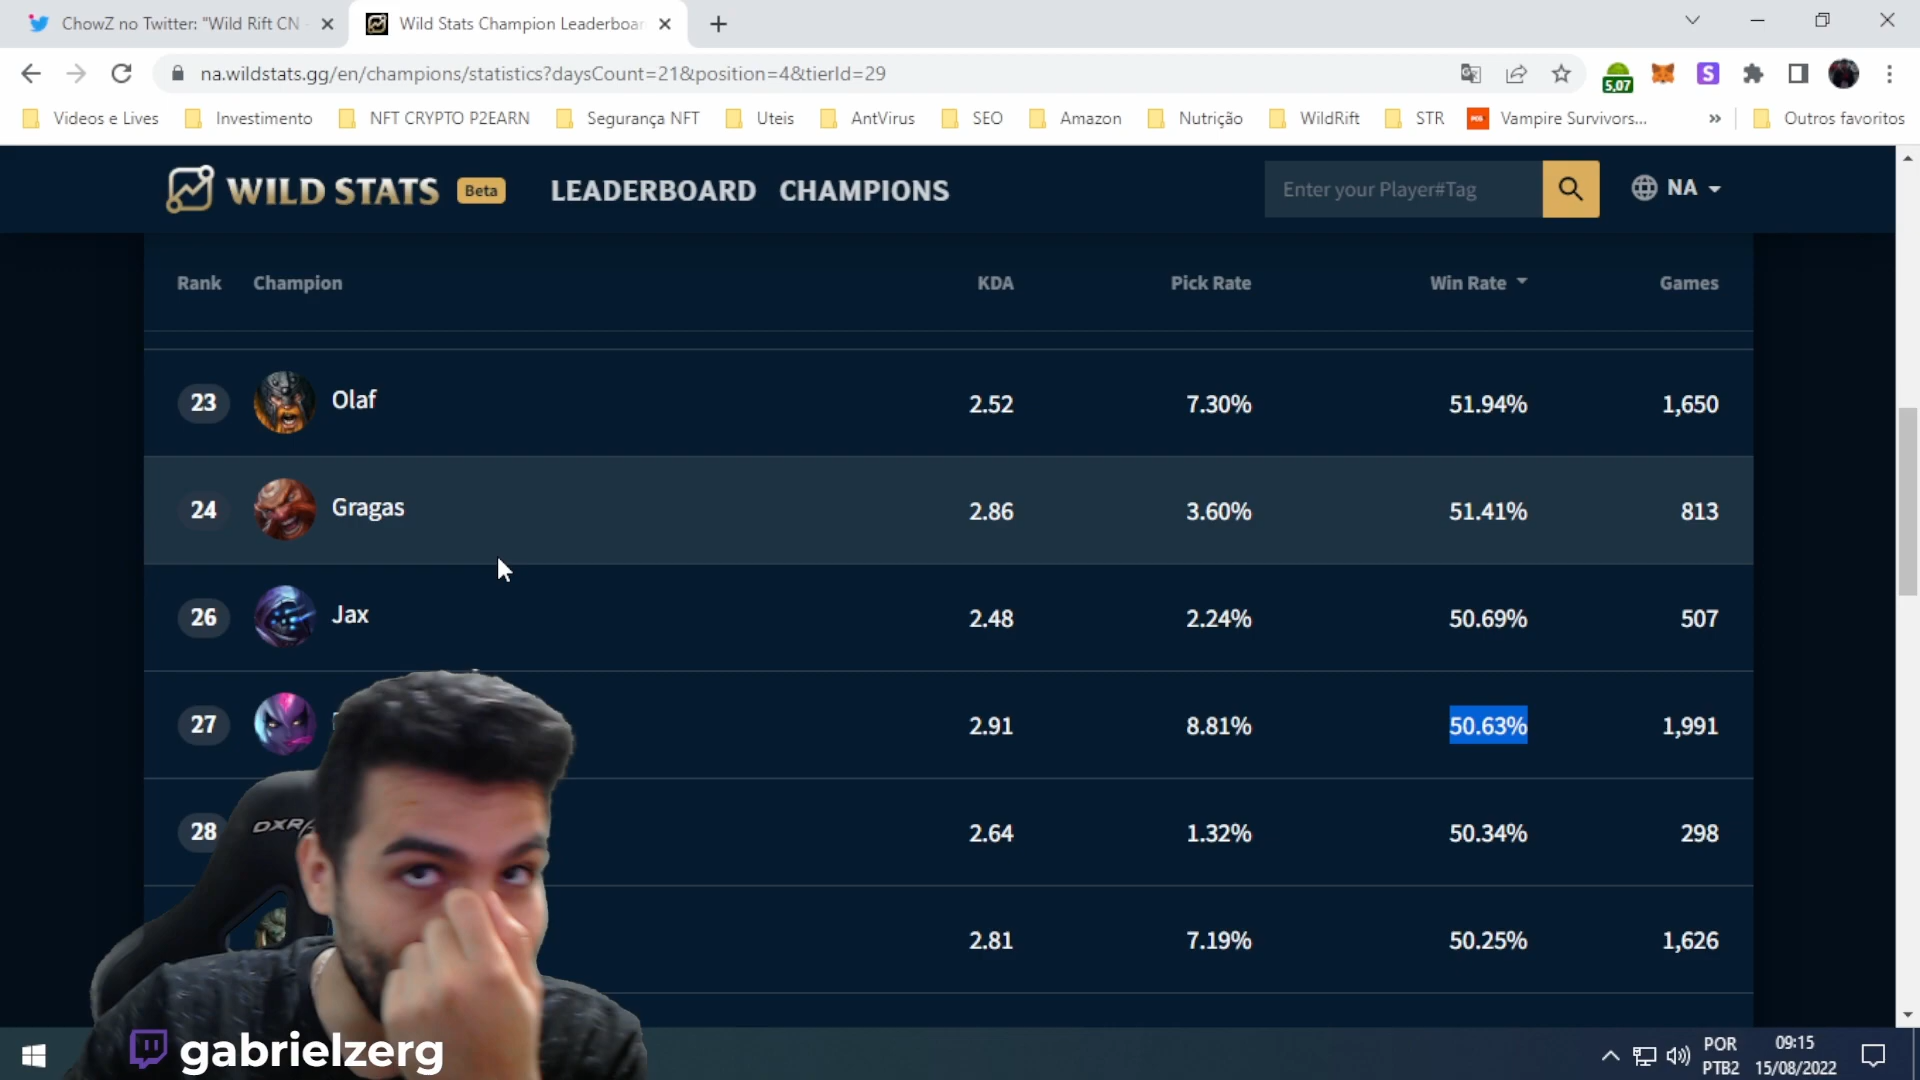 ChowZ no Twitter: "Wild Rift CN
Wild Stats Champion Leaderboar
na.wildstats.gg/en/champions/statistics?daysCount=21&position=4&tierId=29
5,07
S
Videos e Lives
Investimento
NFT CRYPTO P2EARN
Segurança NFT
Uteis
AntVirus
SEO
Amazon
Nutrição
WildRift
STR
Vampire Survivors...
»
Outros favoritos
WILD STATS Beta LEADERBOARD CHAMPIONS
Enter your Player#Tag
NA
Rank Champion KDA Pick Rate Win Rate Games
23 Olaf 2.52 7.30% 51.94% 1,650
24 Gragas 2.86 3.60% 51.41% 813
26 Jax 2.48 2.24% 50.69% 507
27 2.91 8.81% 50.63% 1,991
28 2.64 1.32% 50.34% 298
2.81 7.19% 50.25% 1,626
gabrielzerg
POR
PTB2
09:15
15/08/2022